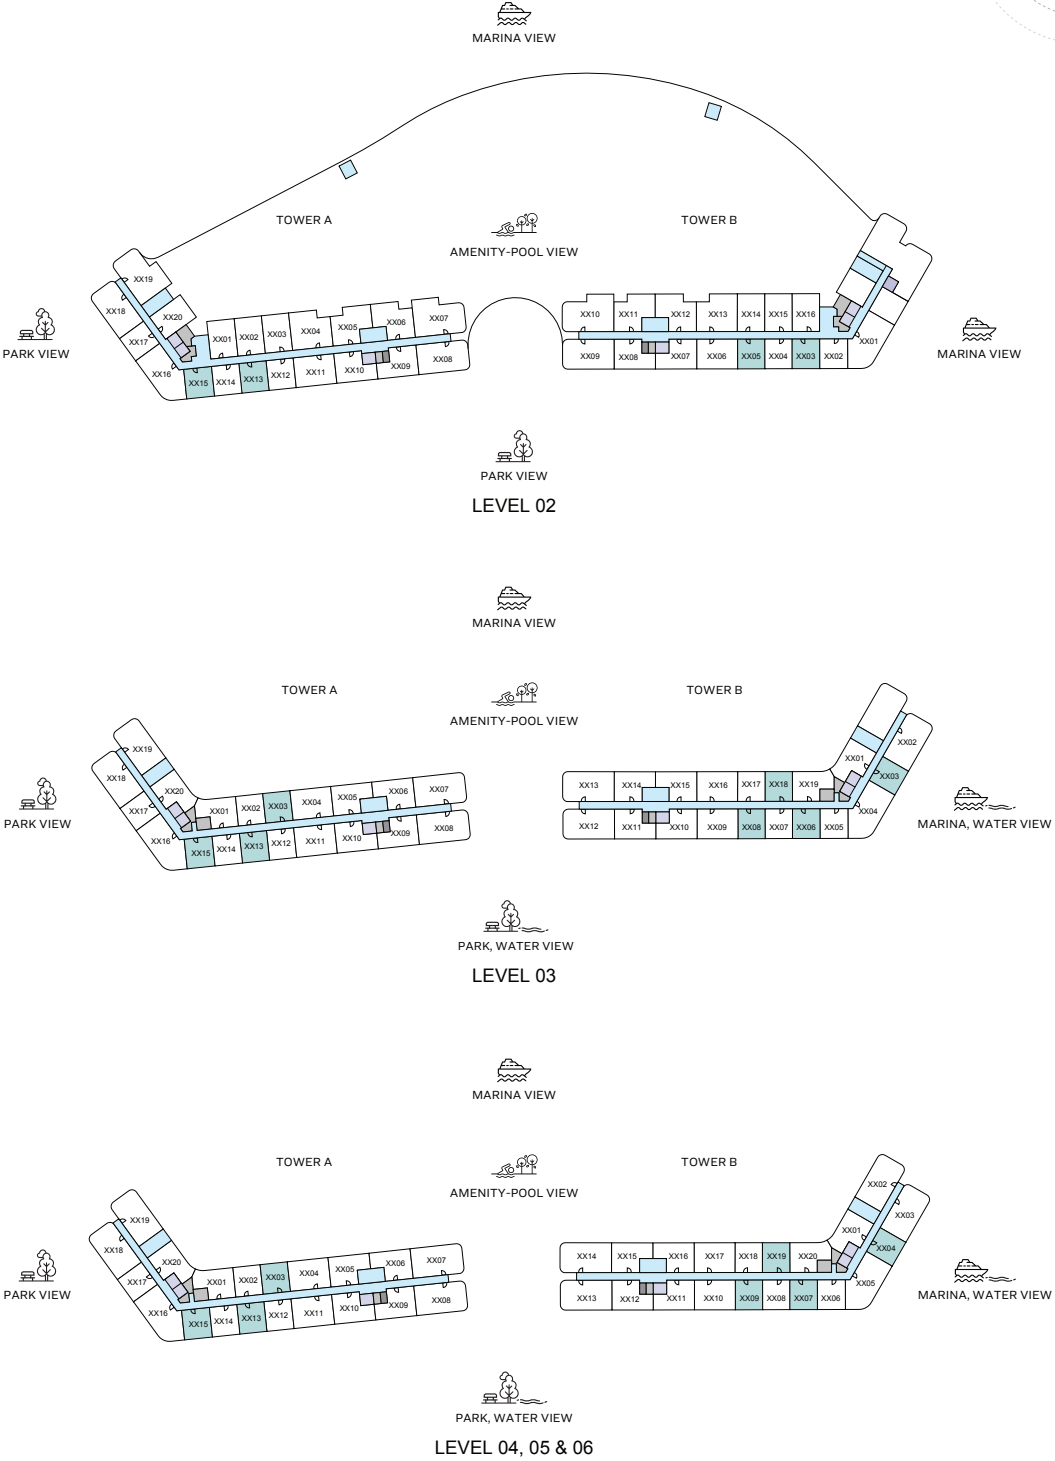 MARINA VIEW
TOWER A
TOWER B
AMENITY-POOL VIEW
XX19
XX18
XX20
XX17
XX16
XX01
XX02
XX03
XX04
XX05
XX06
XX07
XX15
XX14
XX13
XX12
XX11
XX10
XX09
XX08
XX10
XX11
XX12
XX13
XX14
XX15
XX16
XX01
XX09
XX08
XX07
XX06
XX05
XX04
XX03
XX02
PARK VIEW
MARINA VIEW
PARK VIEW
LEVEL 02
MARINA VIEW
TOWER A
TOWER B
AMENITY-POOL VIEW
XX19
XX18
XX20
XX17
XX16
XX01
XX02
XX03
XX04
XX05
XX06
XX07
XX15
XX14
XX13
XX12
XX11
XX10
XX09
XX08
XX13
XX14
XX15
XX16
XX17
XX18
XX19
XX01
XX02
XX03
XX04
XX12
XX11
XX10
XX09
XX08
XX07
XX06
XX05
PARK VIEW
MARINA, WATER VIEW
PARK, WATER VIEW
LEVEL 03
MARINA VIEW
TOWER A
TOWER B
AMENITY-POOL VIEW
XX19
XX18
XX20
XX17
XX16
XX01
XX02
XX03
XX04
XX05
XX06
XX07
XX15
XX14
XX13
XX12
XX11
XX10
XX09
XX08
XX14
XX15
XX16
XX17
XX18
XX19
XX20
XX01
XX02
XX03
XX04
XX05
XX13
XX12
XX11
XX10
XX09
XX08
XX07
XX06
PARK VIEW
MARINA, WATER VIEW
PARK, WATER VIEW
LEVEL 04, 05 & 06